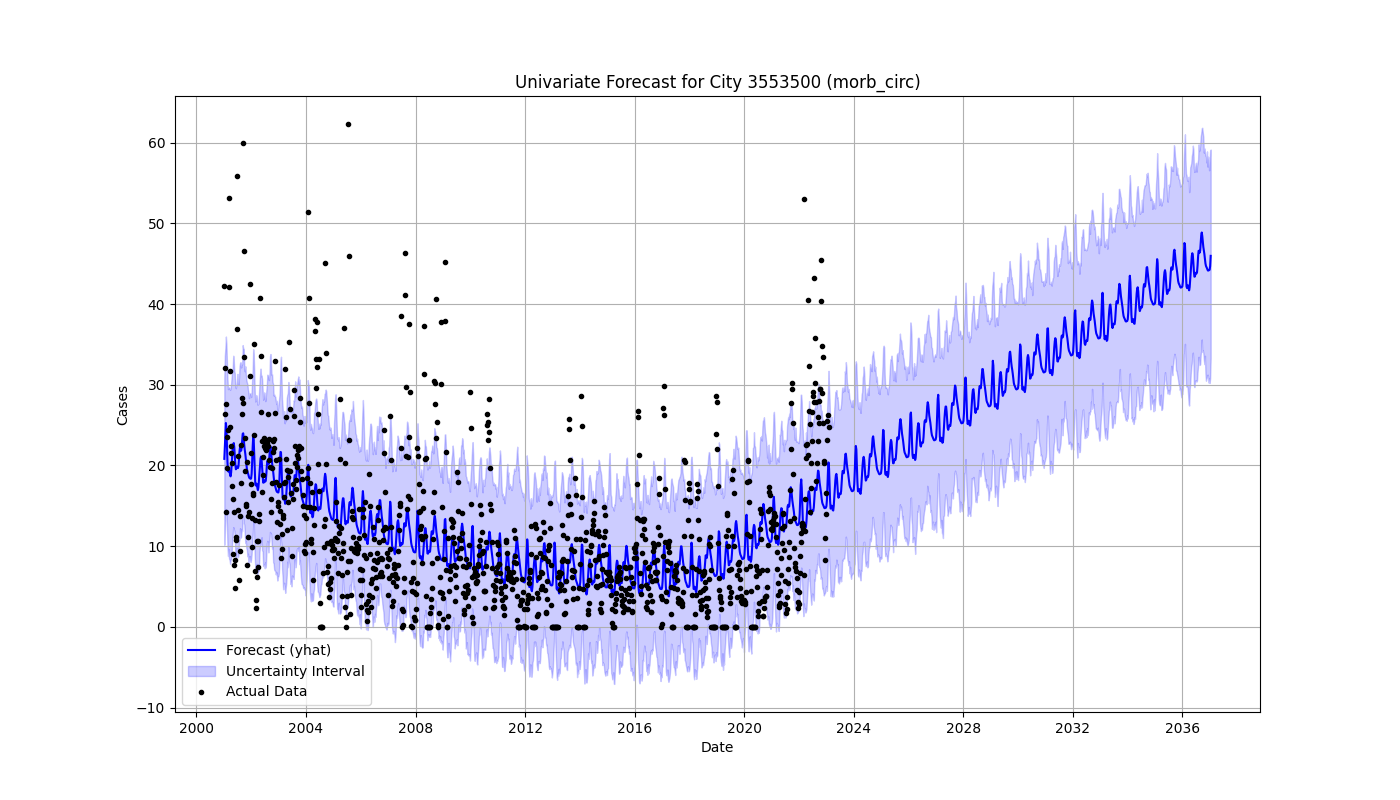 Univariate Forecast for City 3553500 (morb_circ)
60
50
40
30
20
10
0
−10
Cases
Forecast (yhat)
Uncertainty Interval
Actual Data
2000 2004 2008 2012 2016 2020 2024 2028 2032 2036
Date